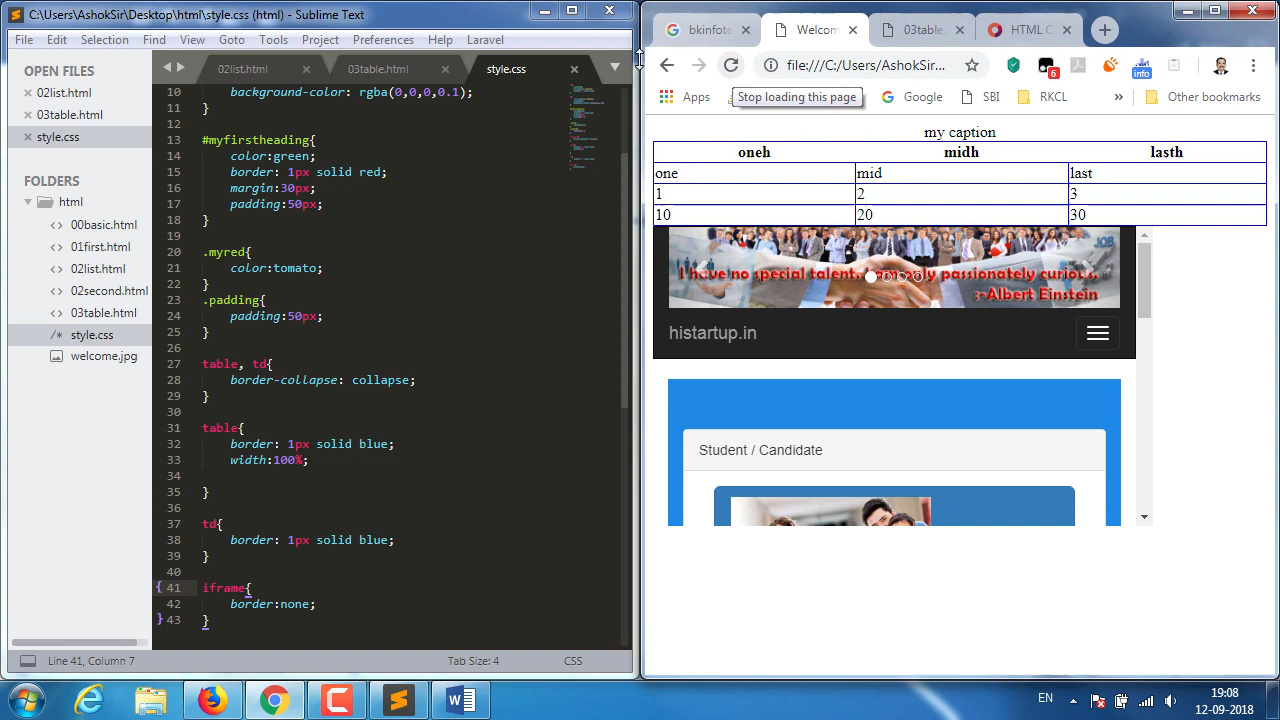 C:\Users\AshokSir\Desktop\html\style.css (html) - Sublime Text
File Edit Selection Find View Goto Tools Project Preferences Help Laravel
OPEN FILES
02list.html
03table.html
style.css
FOLDERS
html
00basic.html
01first.html
02list.html
02second.html
03table.html
style.css
welcome.jpg
02list.html 03table.html style.css
10 background-color: rgba(0,0,0,0.1);
11 }
12
13 #myfirstheading{
14 color:green;
15 border: 1px solid red;
16 margin:30px;
17 padding:50px;
18 }
19
20 .myred{
21 color:tomato;
22 }
23 .padding{
24 padding:50px;
25 }
26
27 table, td{
28 border-collapse: collapse;
29 }
30
31 table{
32 border: 1px solid blue;
33 width:100%;
34
35 }
36
37 td{
38 border: 1px solid blue;
39 }
40
{ 41 iframe{
42 border:none;
} 43 }
Line 41, Column 7 Tab Size: 4 CSS
bkinfote Welcom 03table. HTML C
file:///C:/Users/AshokSir... 6 info
Apps Google SBI RKCL » Other bookmarks
Stop loading this page
my caption
oneh midh lasth
one mid last
1 2 3
10 20 30
JOB
:-Albert Einstein
histartup.in
Student / Candidate
EN 19:08
12-09-2018